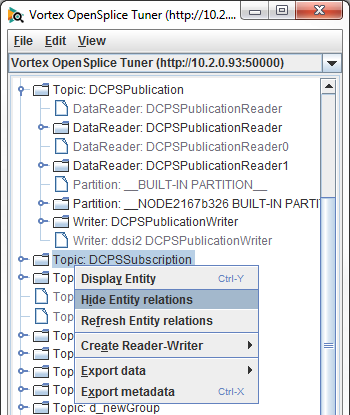 Vortex OpenSplice Tuner (http://10.2....
File Edit View
Vortex OpenSplice Tuner (http://10.2.0.93:50000)
Topic: DCPSPublication
DataReader: DCPSPublicationReader
DataReader: DCPSPublicationReader
DataReader: DCPSPublicationReader0
DataReader: DCPSPublicationReader1
Partition: __BUILT-IN PARTITION__
Partition: __NODE2167b326 BUILT-IN PARTIT
Writer: DCPSPublicationWriter
Writer: ddsi2 DCPSPublicationWriter
Topic: DCPSSubscription
Top
Display Entity Ctrl-Y
Top
Hide Entity relations
Top
Refresh Entity relations
Top
Create Reader-Writer
Top
Export data
Top
Export metadata Ctrl-X
Topic: d_newGroup